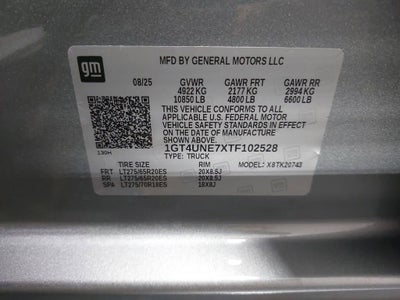 gm
MFD BY GENERAL MOTORS LLC
08/25 GVWR GAWR FRT GAWR RR
4922 KG 2177 KG 2994 KG
10850 LB 4800 LB 6600 LB
THIS VEHICLE CONFORMS TO ALL
APPLICABLE U.S. FEDERAL MOTOR
VEHICLE SAFETY STANDARDS IN
EFFECT ON THE DATE OF MANUFACTURE
SHOWN ABOVE.
1GT4UNE7XTF102528
TYPE: TRUCK
130H
TIRE SIZE RIM MODEL: XBTK20743
FRT LT275/65R20ES 20X8.5J
RR LT275/65R20ES 20X8.5J
SPA LT275/70R18ES 18X8J